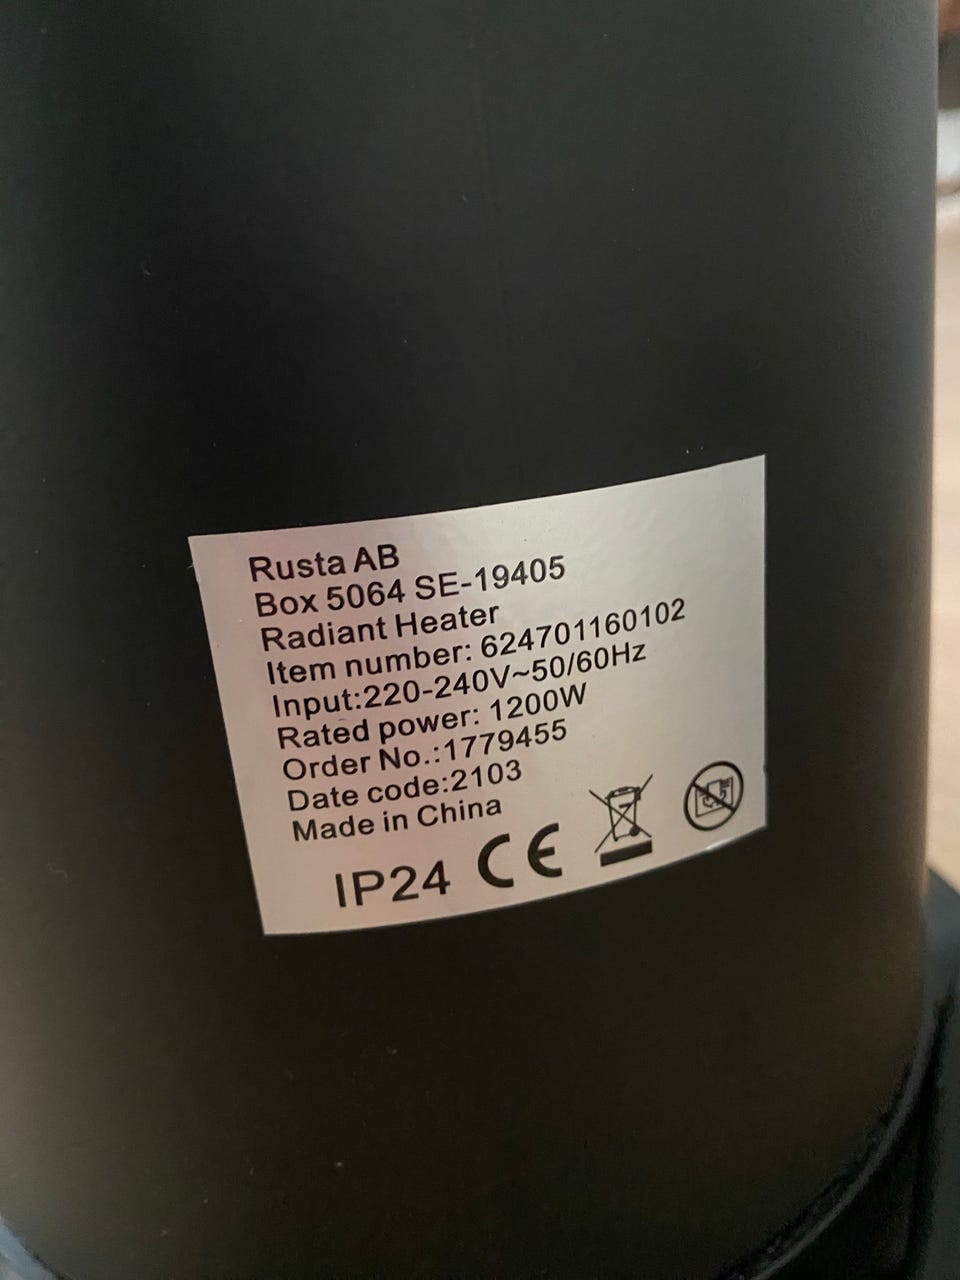 Rusta AB
Box 5064 SE-19405
Radiant Heater
Item number: 624701160102
Input:220-240V~50/60Hz
Rated power: 1200W
Order No.:1779455
Date code:2103
Made in China
IP24 CE